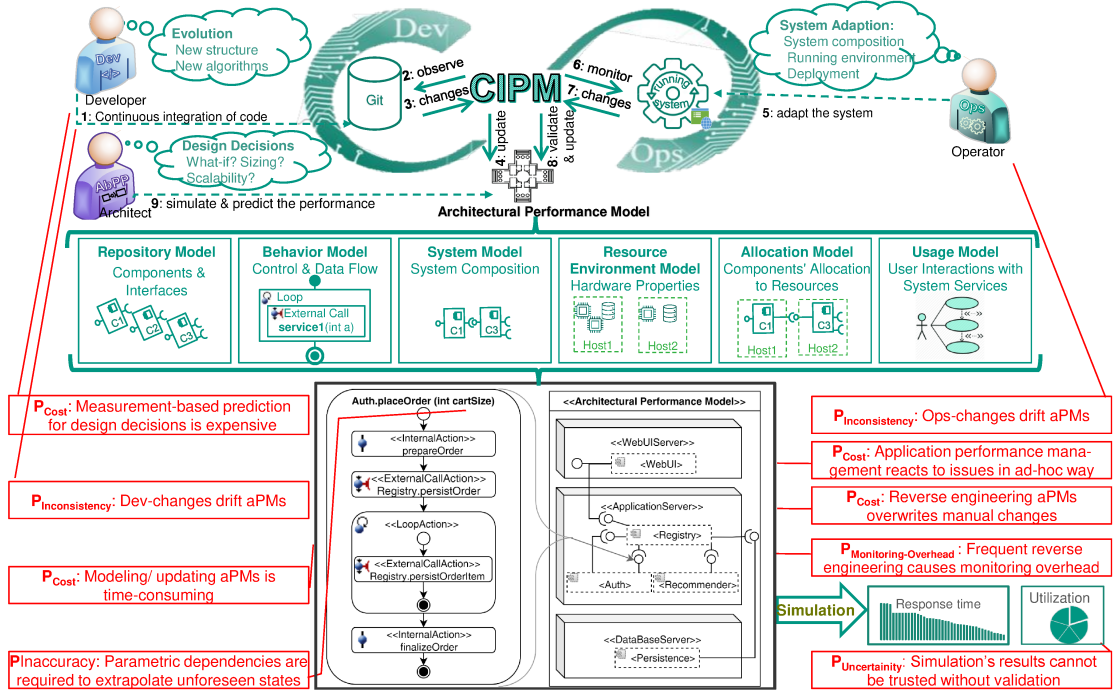 Evolution
New structure
New algorithms
Dev
</>
Developer
1: Continuous integration of code
Design Decisions
What-if? Sizing?
Scalability?
AbPP
Architect
9: simulate & predict the performance
Dev
Git
2: observe
3: changes
CIPM
6: monitor
7: changes
4: update
8: validate
& update
running
system
Ops
System Adaption:
System composition
Running environment
Deployment
5: adapt the system
Ops
Operator
Architectural Performance Model
Repository Model
Components &
Interfaces
C1
C2
C3
Behavior Model
Control & Data Flow
Loop
External Call
service1(int a)
System Model
System Composition
C1
C3
Resource
Environment Model
Hardware Properties
Host1
Host2
Allocation Model
Components' Allocation
to Resources
C1
C3
Host1
Host2
Usage Model
User Interactions with
System Services
<<-->>
<<-->>
PCost: Measurement-based prediction
for design decisions is expensive
PInconsistency: Dev-changes drift aPMs
PCost: Modeling/ updating aPMs is
time-consuming
PInaccuracy: Parametric dependencies are
required to extrapolate unforeseen states
Auth.placeOrder (int cartSize)
<<InternalAction>>
prepareOrder
<<ExternalCallAction>>
Registry.persistOrder
<<LoopAction>>
<<ExternalCallAction>>
Registry.persistOrderItem
<<InternalAction>>
finalizeOrder
<<Architectural Performance Model>>
<<WebUIServer>>
<WebUI>
<<ApplicationServer>>
<Registry>
<Auth>
<Recommender>
<<DataBaseServer>>
<Persistence>
PInconsistency: Ops-changes drift aPMs
PCost: Application performance mana-
gement reacts to issues in ad-hoc way
PCost: Reverse engineering aPMs
overwrites manual changes
PMonitoring-Overhead : Frequent reverse
engineering causes monitoring overhead
Simulation
Response time
Utilization
PUncertainity: Simulation's results cannot
be trusted without validation